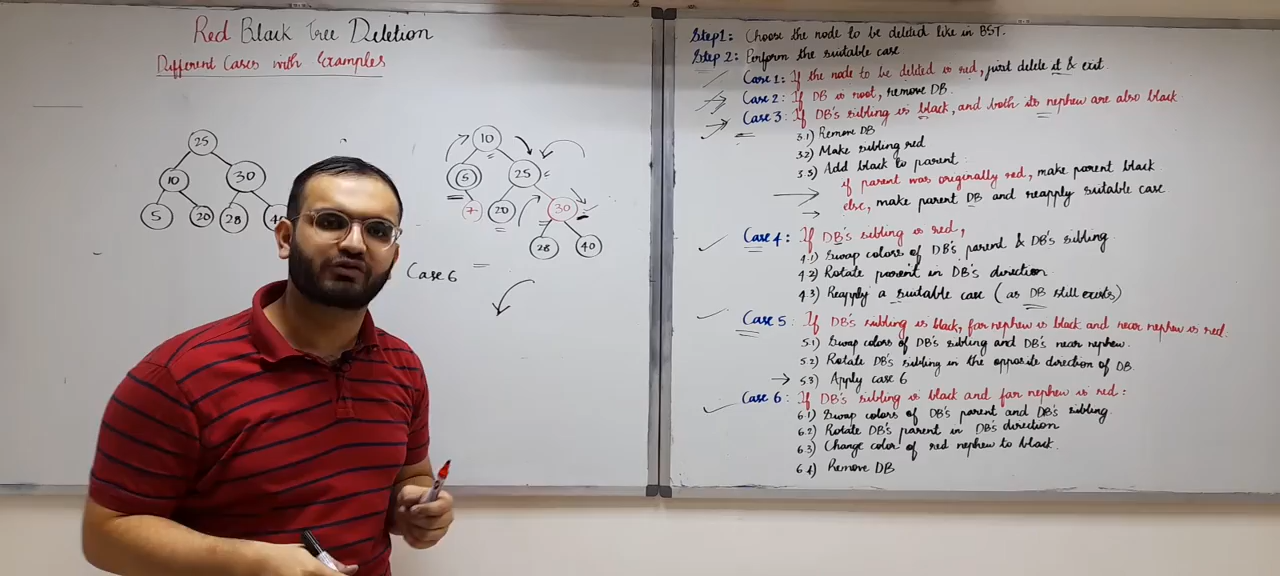 Red Black Tree Deletion
Different Cases with Examples
25
10
30
5
20
28
10
5
25
7
20
30
28
40
Case 6
Step 1: Choose the node to be deleted like in BST.
Step 2: Perform the suitable case
Case 1: If the node to be deleted is red, just delete it & exit
Case 2: If DB is root, remove DB.
Case 3: If DB's sibling is black, and both its nephew are also black
3.1) Remove DB
3.2) Make sibling red
3.3) Add black to parent
if parent was originally red, make parent black
else, make parent DB and reapply suitable case
Case 4: If DB's sibling is red,
4.1) Swap colors of DB's parent & DB's sibling
4.2) Rotate parent in DB's direction
4.3) Reapply a suitable case (as DB still exists)
Case 5: If DB's sibling is black, far nephew is black and near nephew is red.
5.1) Swap colors of DB's sibling and DB's near nephew.
5.2) Rotate DB's sibling in the opposite direction of DB
5.3) Apply case 6
Case 6: If DB's sibling is black and far nephew is red:
6.1) Swap colors of DB's parent and DB's sibling
6.2) Rotate DB's parent in DB's direction
6.3) Change color of red nephew to black.
6.4) Remove DB